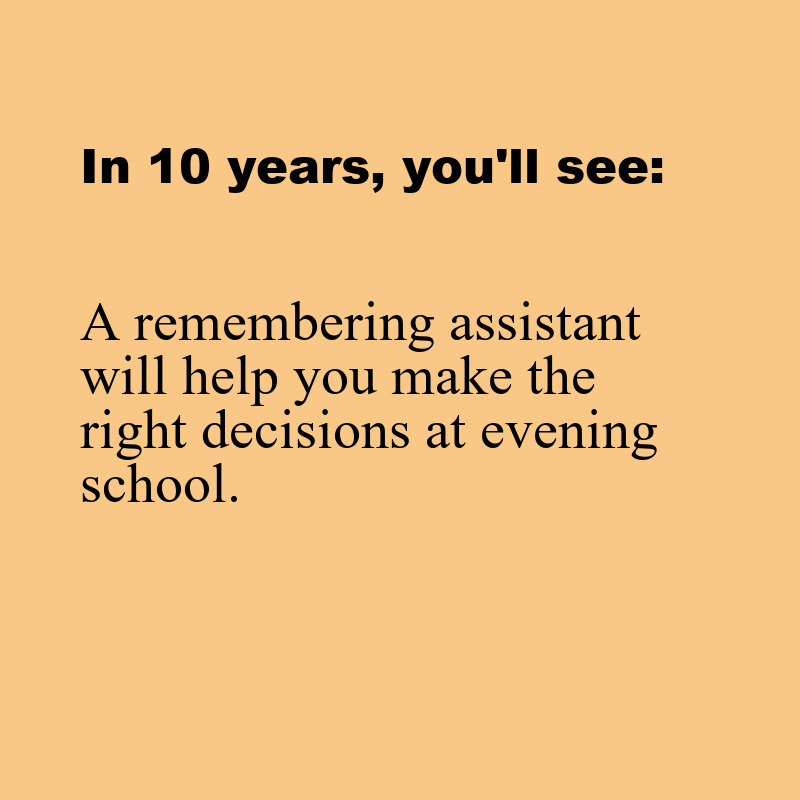 In 10 years, you'll see:
A remembering assistant
will help you make the
right decisions at evening
school.